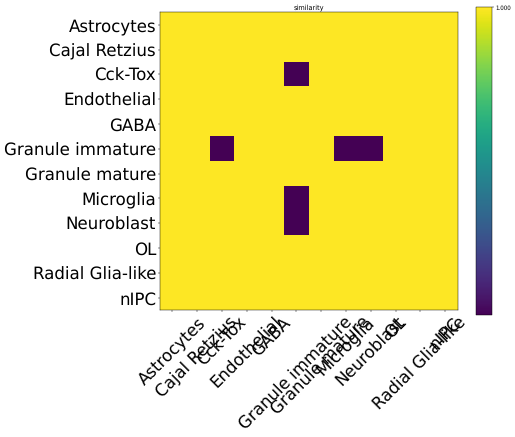 similarity
1.000
Astrocytes
Cajal Retzius
Cck-Tox
Endothelial
GABA
Granule immature
Granule mature
Microglia
Neuroblast
OL
Radial Glia-like
nIPC
Astrocytes
Cajal Retzius
Cck-Tox
Endothelial
GABA
Granule immature
Granule mature
Microglia
Neuroblast
OL
Radial Glia-like
nIPC